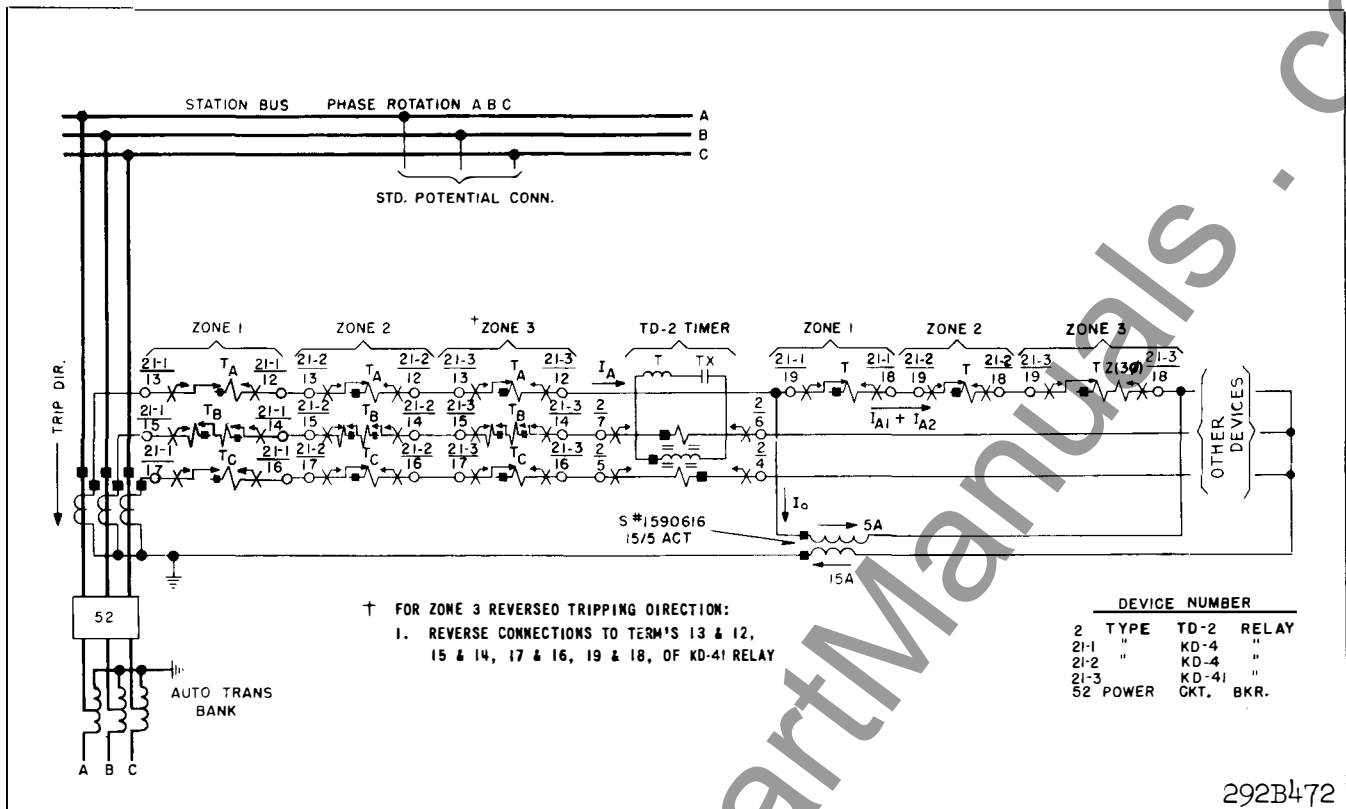 STATION BUS PHASE ROTATION A B C
A
B
C
STD. POTENTIAL CONN.
TRIP DIR.
ZONE 1 ZONE 2 † ZONE 3 TD-2 TIMER ZONE 1 ZONE 2 ZONE 3
21-1 13 TA 21-1 12 21-2 13 TA 21-2 12 21-3 13 TA 21-3 12 IA T TX 21-1 19 T 21-1 18 21-2 19 T 21-2 18 21-3 19 T 2(3Ø) 21-3 18
21-1 15 TB 21-1 14 21-2 15 TB 21-2 14 21-3 15 TB 21-3 14 2 7 2 6 IA1 + IA2
21-1 17 TC 21-1 16 21-2 17 TC 21-2 16 21-3 17 TC 21-3 16 2 5 2 4
OTHER DEVICES
I0
S#1590616
15/5 ACT
5A
15A
52
† FOR ZONE 3 REVERSED TRIPPING DIRECTION:
1. REVERSE CONNECTIONS TO TERM'S 13 & 12,
15 & 14, 17 & 16, 19 & 18, OF KD-41 RELAY
AUTO TRANS
BANK
A B C
DEVICE NUMBER
2 TYPE TD-2 RELAY
21-1 " KD-4 "
21-2 " KD-4 "
21-3 KD-41 "
52 POWER CKT. BKR.
292B472
artManuals . co